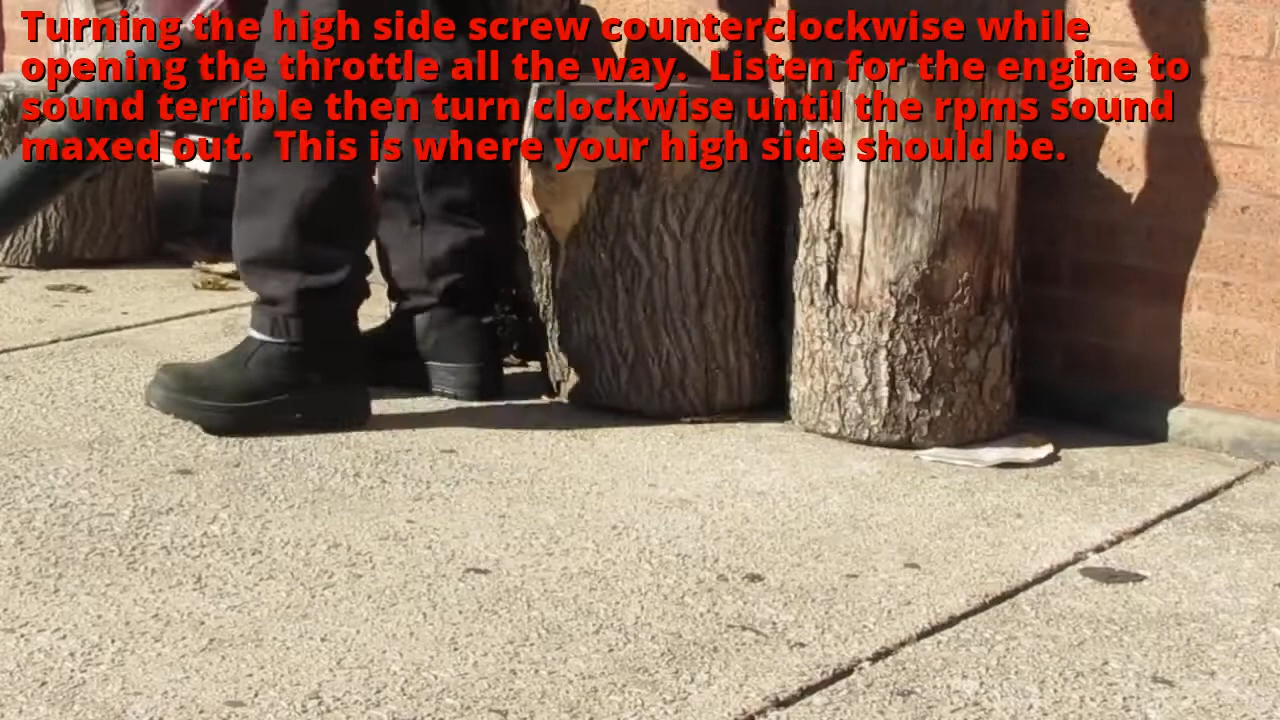 Turning the high side screw counterclockwise while
opening the throttle all the way.  Listen for the engine to
sound terrible then turn clockwise until the rpms sound
maxed out.  This is where your high side should be.